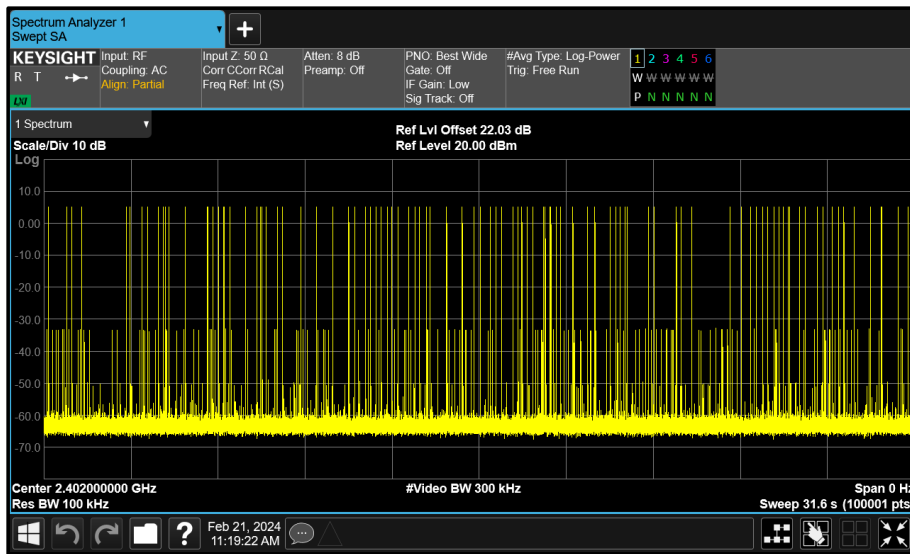 Spectrum Analyzer 1
Swept SA
+
KEYSIGHT
R T
LXI
Input: RF
Coupling: AC
Align: Partial
Input Z: 50 Ω
Corr CCorr RCal
Freq Ref: Int (S)
Atten: 8 dB
Preamp: Off
PNO: Best Wide
Gate: Off
IF Gain: Low
Sig Track: Off
#Avg Type: Log-Power
Trig: Free Run
1 2 3 4 5 6
W W W W W W
P N N N N N
1 Spectrum
Scale/Div 10 dB
Ref Lvl Offset 22.03 dB
Ref Level 20.00 dBm
Log
10.0
0.00
-10.0
-20.0
-30.0
-40.0
-50.0
-60.0
-70.0
Center 2.402000000 GHz
#Video BW 300 kHz
Span 0 Hz
Res BW 100 kHz
Sweep 31.6 s (100001 pts
?
Feb 21, 2024
11:19:22 AM